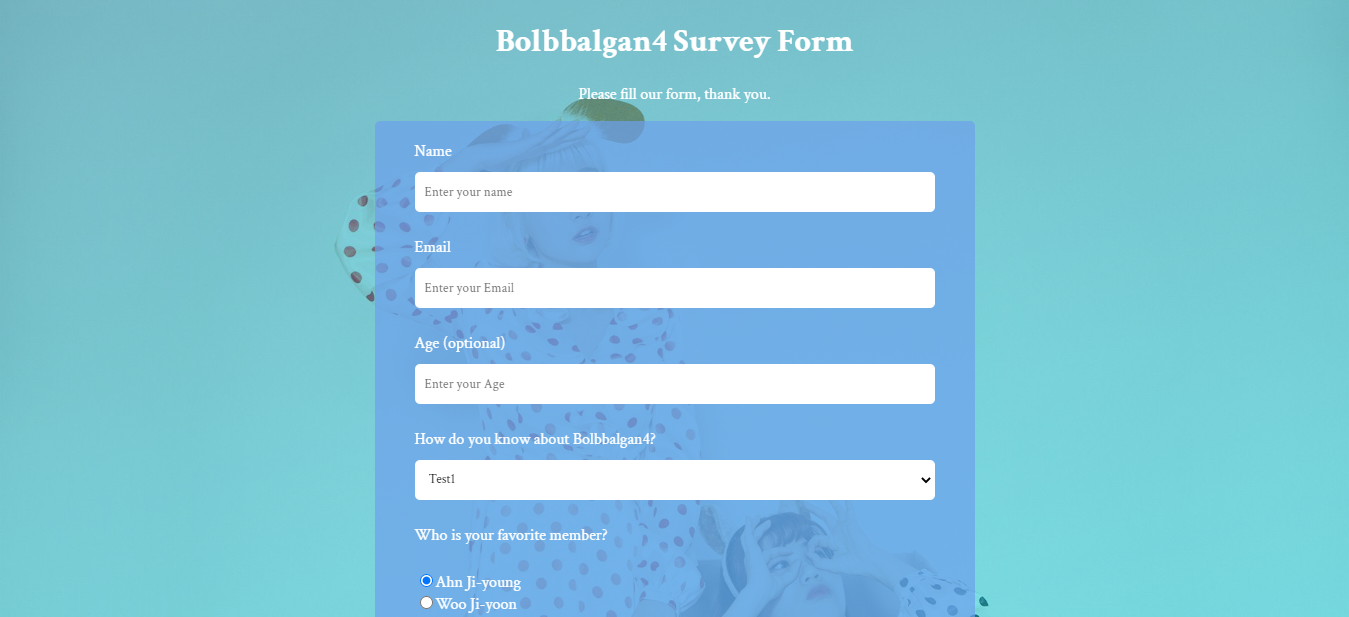 Bolbbalgan4 Survey Form
Please fill our form, thank you.
Name
Enter your name
Email
Enter your Email
Age (optional)
Enter your Age
How do you know about Bolbbalgan4?
Test1
Who is your favorite member?
Ahn Ji-young
Woo Ji-yoon